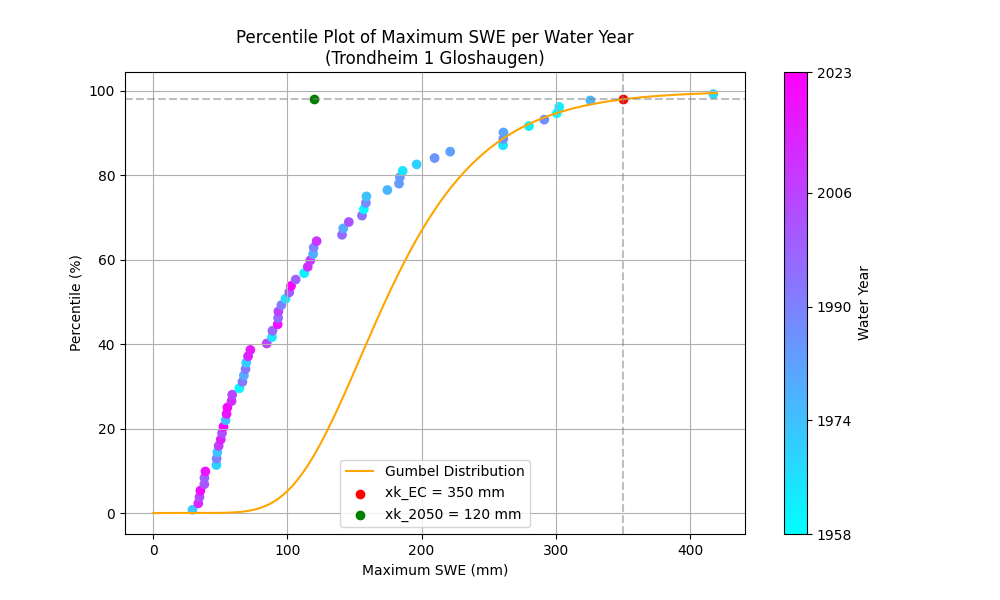 Percentile Plot of Maximum SWE per Water Year
(Trondheim 1 Gloshaugen)
Percentile (%)
100
80
60
40
20
0
0 100 200 300 400
Maximum SWE (mm)
Gumbel Distribution
xk_EC = 350 mm
xk_2050 = 120 mm
2023
2006
1990
1974
1958
Water Year